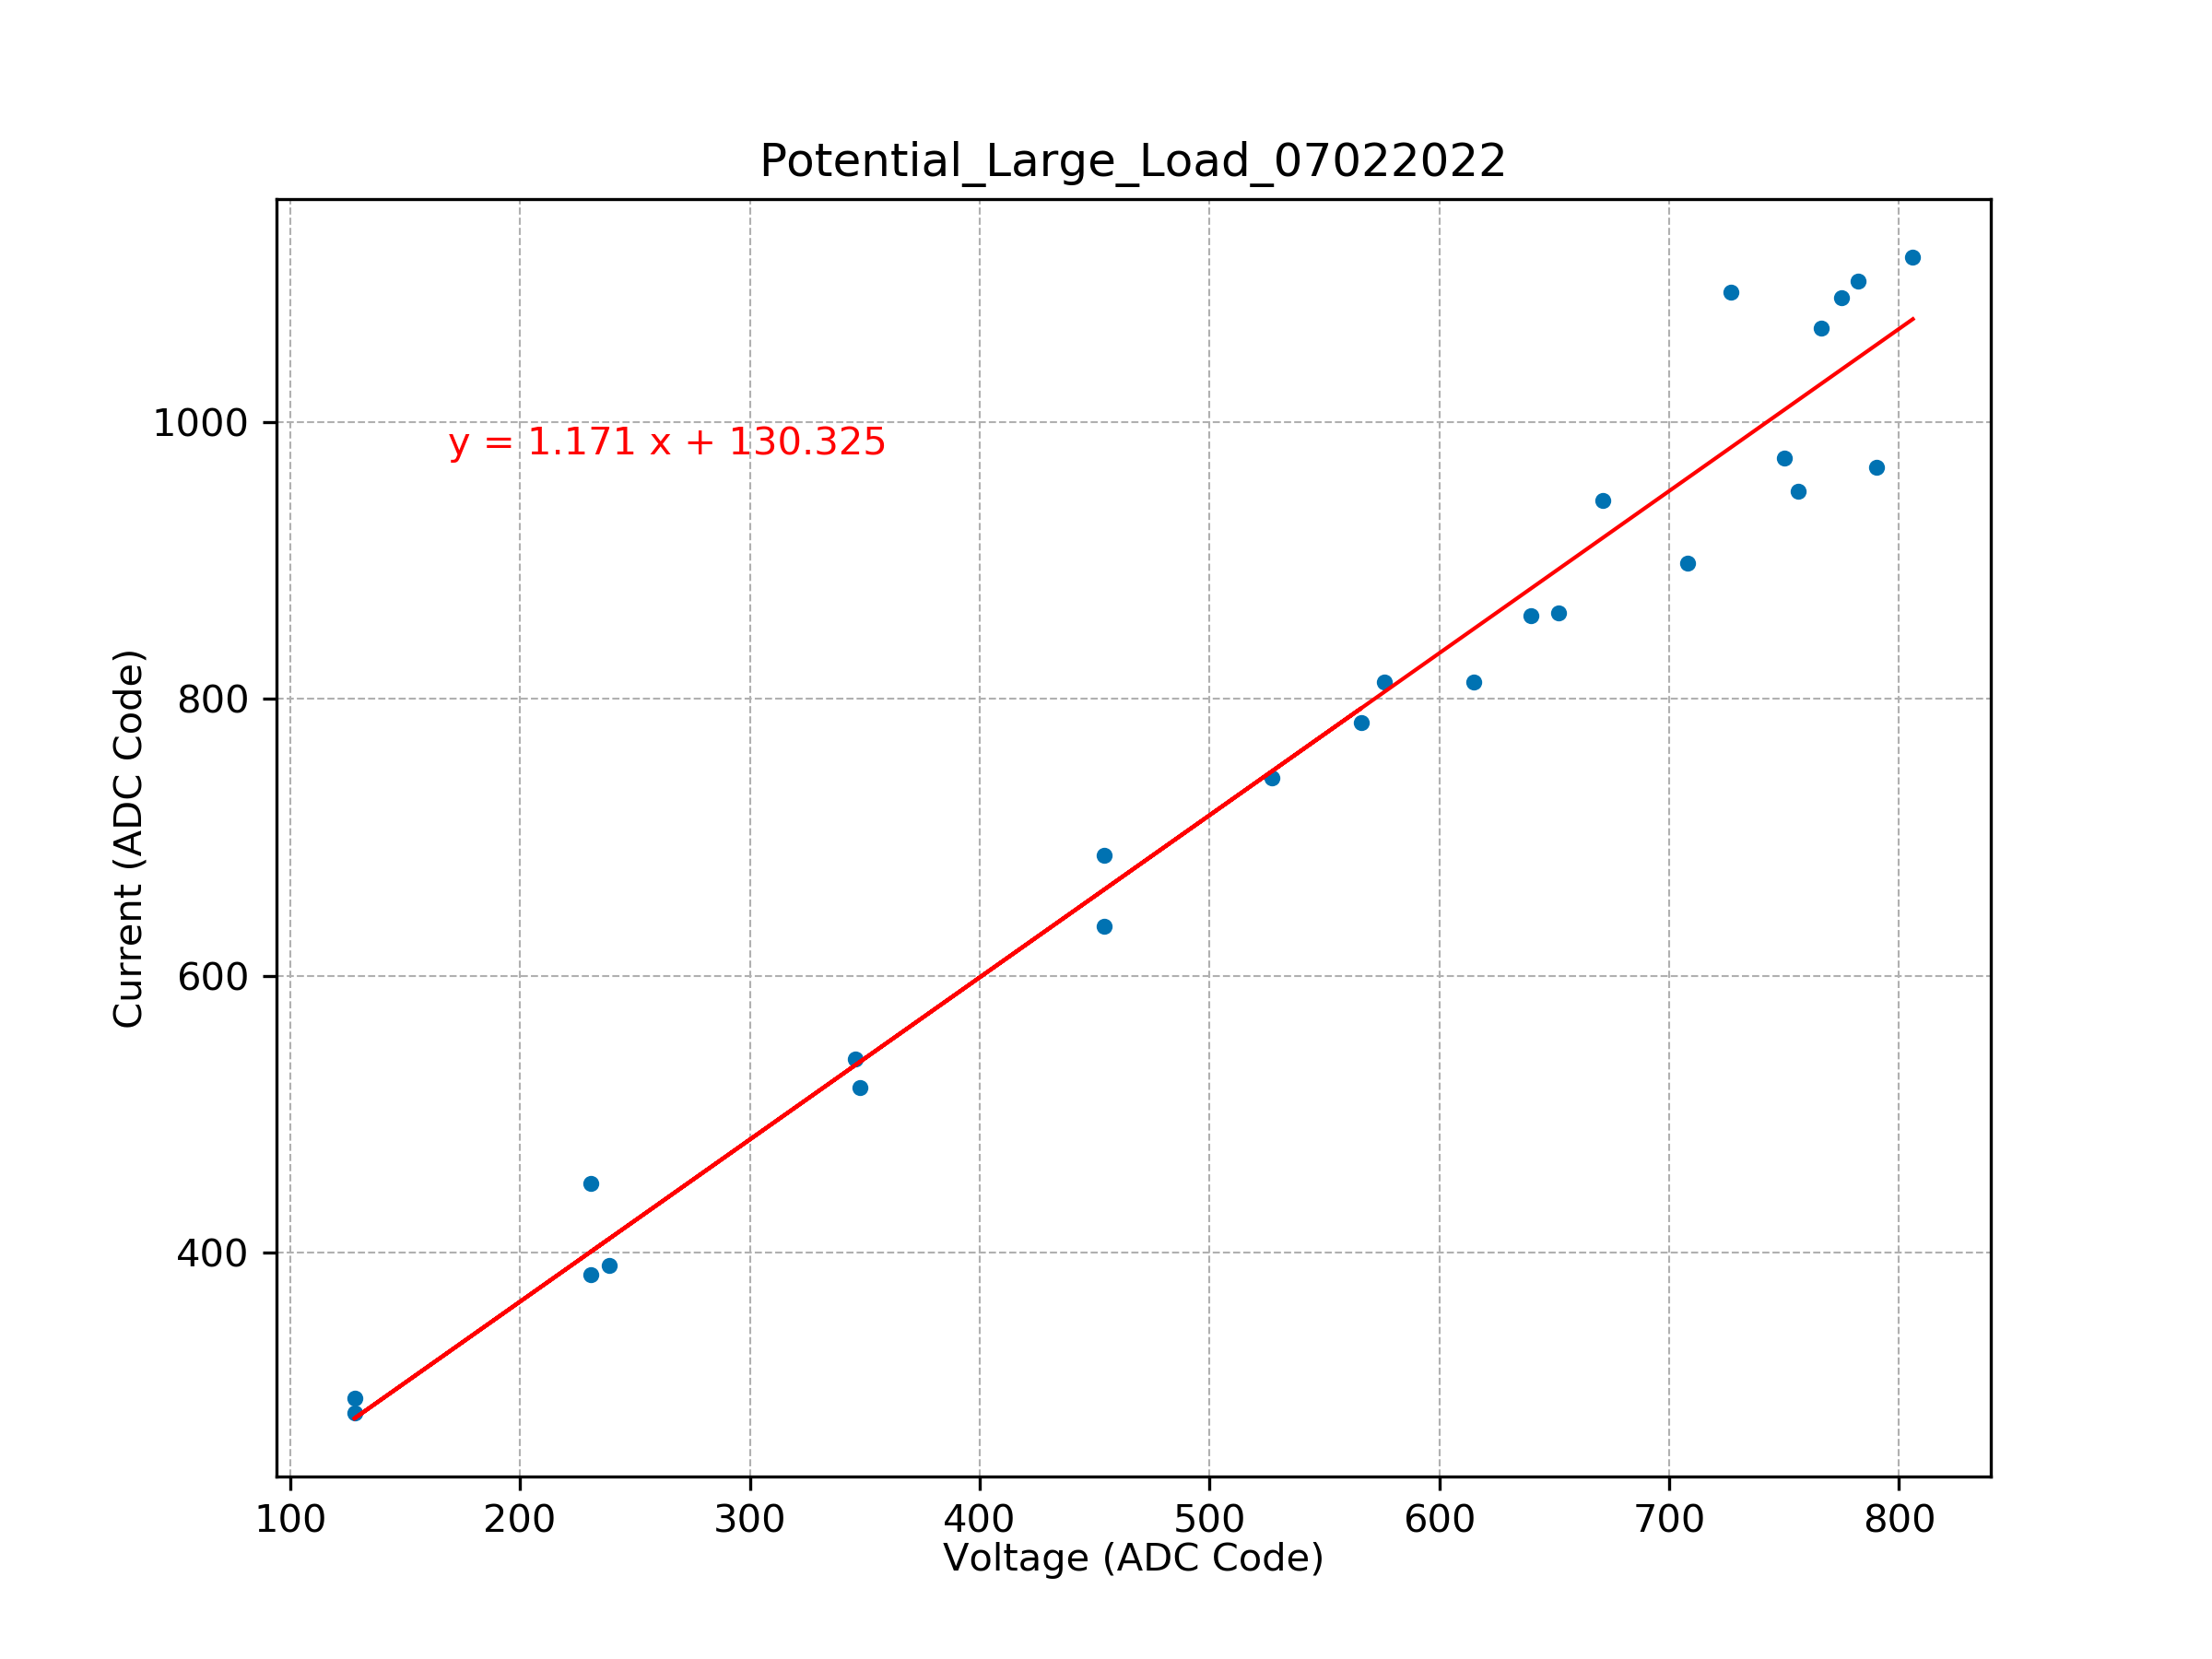 Potential_Large_Load_07022022
1000
800
600
400
y = 1.171 x + 130.325
Current (ADC Code)
100 200 300 400 500 600 700 800
Voltage (ADC Code)